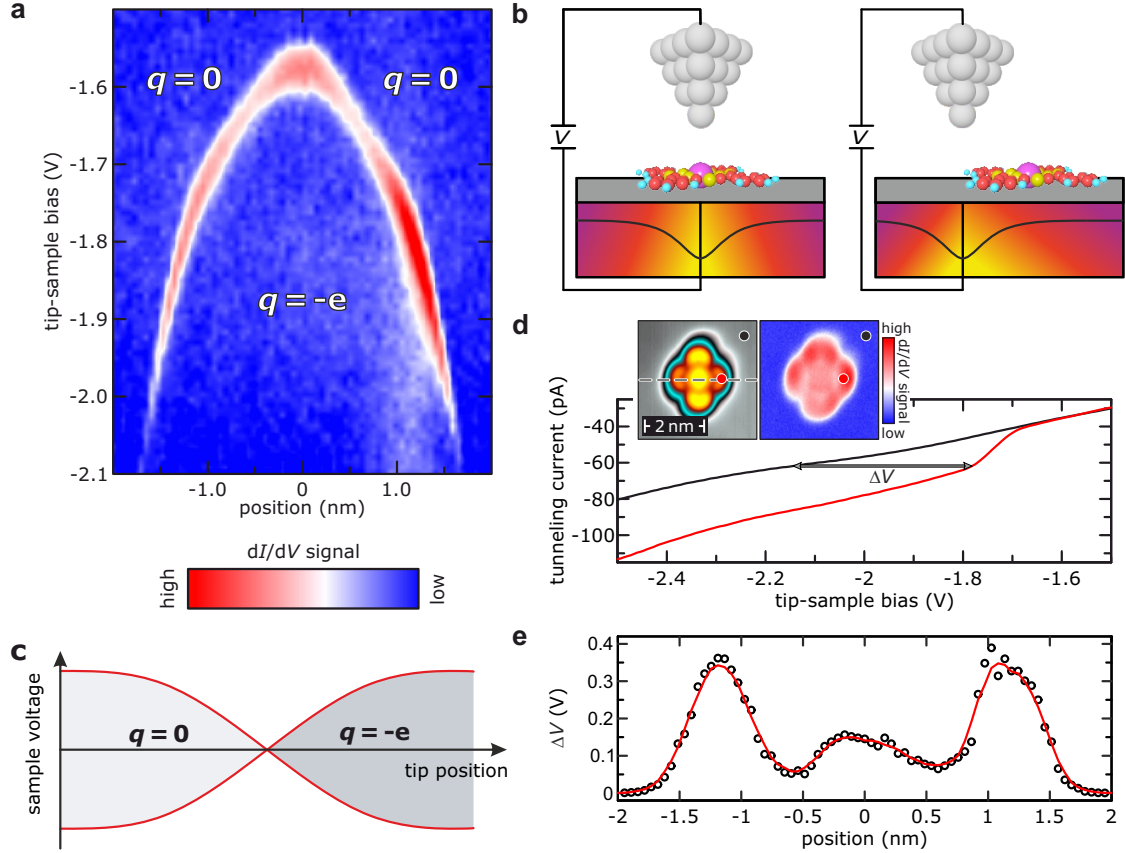 a
q = 0
q = 0
q = -e
tip-sample bias (V)
-1.6
-1.7
-1.8
-1.9
-2.0
-2.1
-1.0
0
1.0
position (nm)
dI/dV signal
high
low
b
V
V
c
sample voltage
q = 0
q = -e
tip position
d
high
dI/dV signal
low
2 nm
tunneling current (pA)
-40
-60
-80
-100
ΔV
-2.4
-2.2
-2
-1.8
-1.6
tip-sample bias (V)
e
ΔV (V)
0.4
0.3
0.2
0.1
0
-2
-1.5
-1
-0.5
0
0.5
1
1.5
2
position (nm)